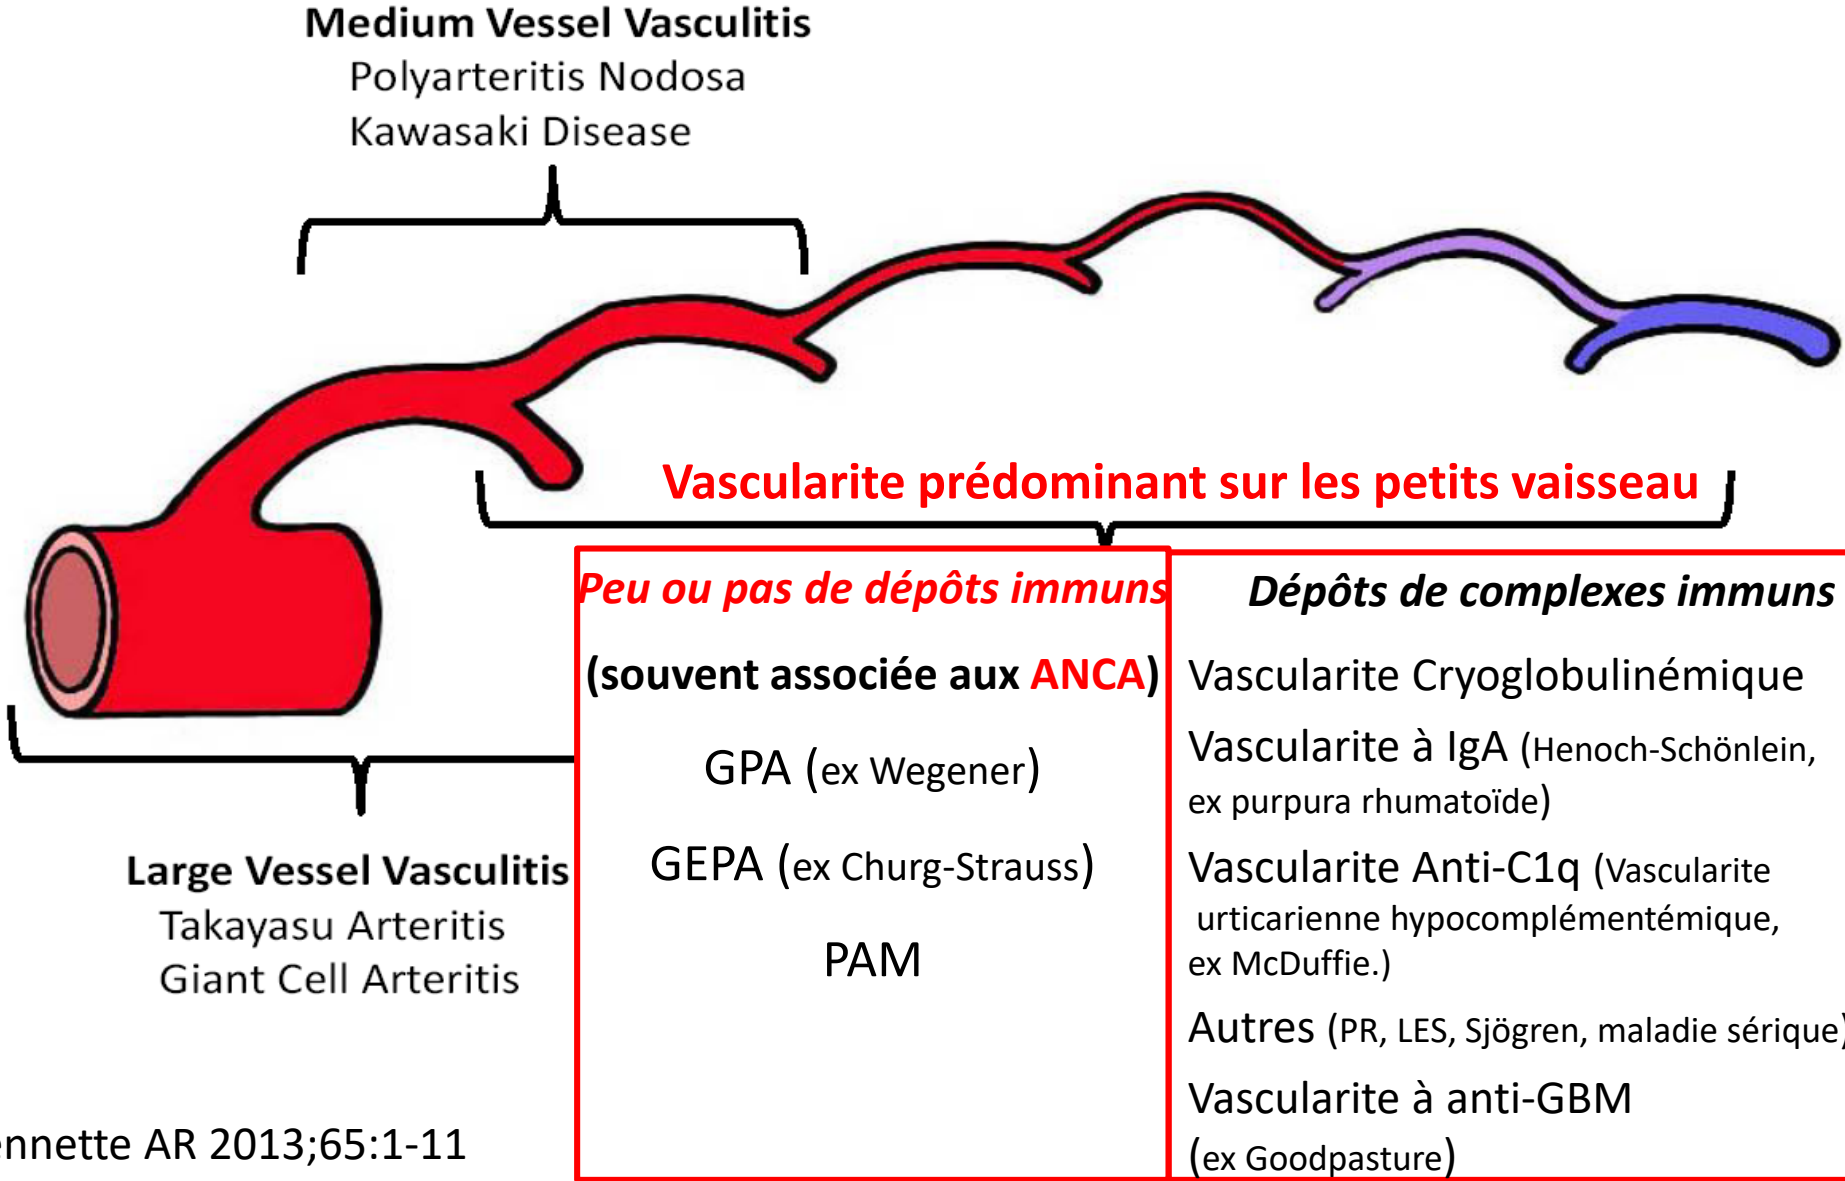 Medium Vessel Vasculitis
Polyarteritis Nodosa
Kawasaki Disease
Vascularite prédominant sur les petits vaisseau
Large Vessel Vasculitis
Takayasu Arteritis
Giant Cell Arteritis
Peu ou pas de dépôts immuns
(souvent associée aux ANCA)
GPA (ex Wegener)
GEPA (ex Churg-Strauss)
PAM
Dépôts de complexes immuns
Vascularite Cryoglobulinémique
Vascularite à IgA (Henoch-Schönlein,
ex purpura rhumatoïde)
Vascularite Anti-C1q (Vascularite
urticarienne hypocomplémentémique,
ex McDuffie.)
Autres (PR, LES, Sjögren, maladie sérique)
Vascularite à anti-GBM
(ex Goodpasture)
ennette AR 2013;65:1-11